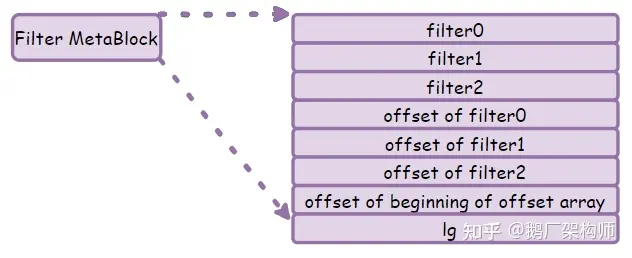 Filter MetaBlock
filter0
filter1
filter2
offset of filter0
offset of filter1
offset of filter2
offset of beginning of offset array
lg
知乎 @鹅厂架构师